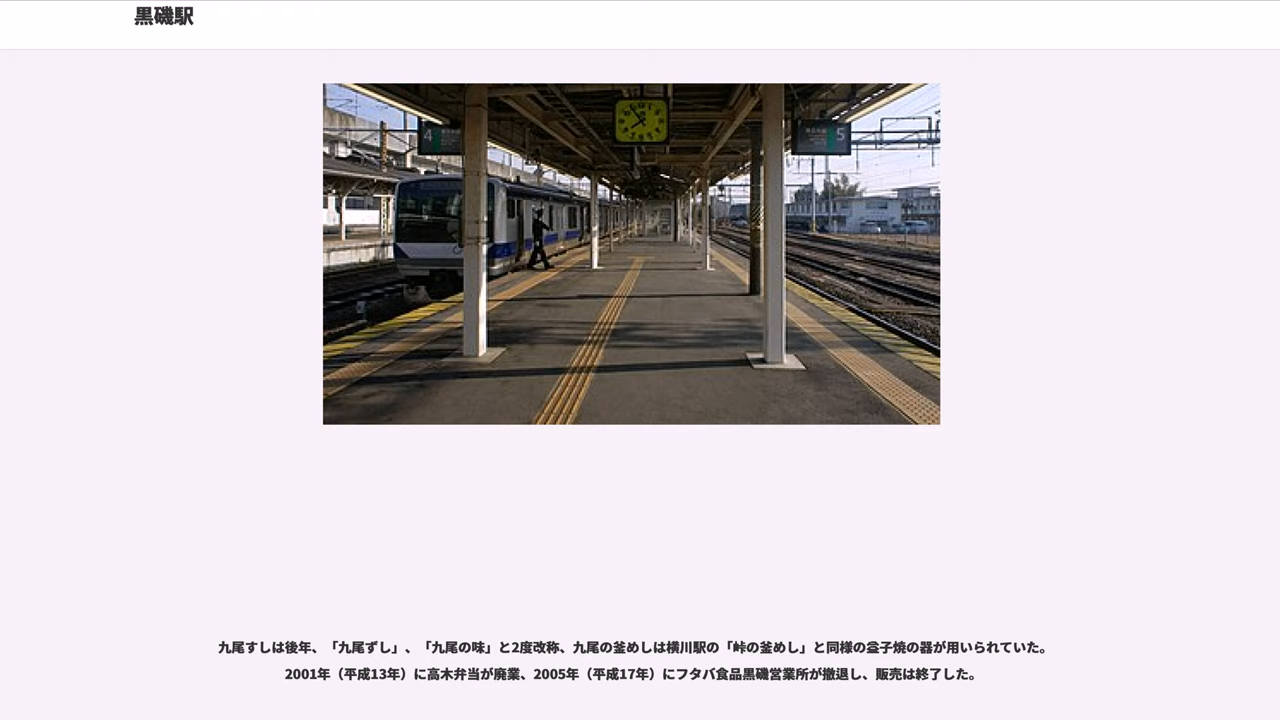 黒磯駅
4
5
九尾すしは後年、「九尾ずし」、「九尾の味」と2度改称、九尾の釜めしは横川駅の「峠の釜めし」と同様の益子焼の器が用いられていた。
2001年（平成13年）に高木弁当が廃業、2005年（平成17年）にフタバ食品黒磯営業所が撤退し、販売は終了した。